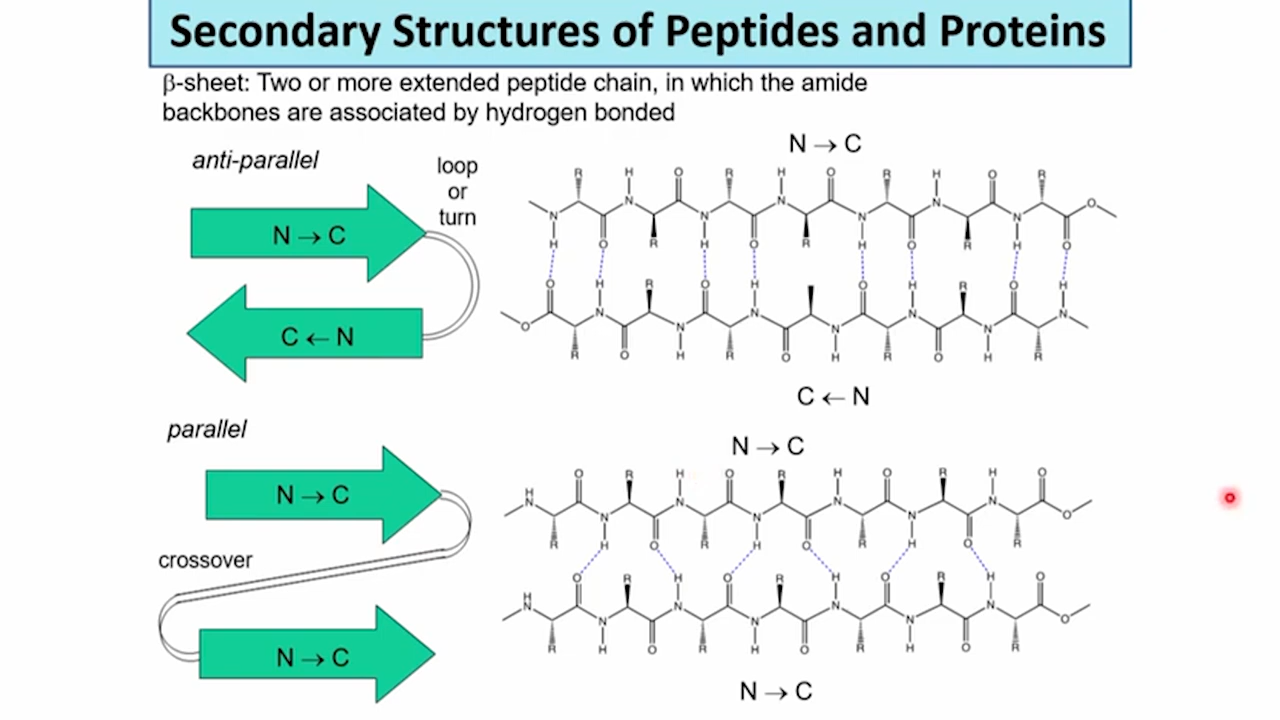 Secondary Structures of Peptides and Proteins
β-sheet: Two or more extended peptide chain, in which the amide
backbones are associated by hydrogen bonded
anti-parallel
loop
or
turn
N → C
C ← N
N → C
R H O R H O R H O R
N N N N N N N O
H O R H O R H O R H O
O H R O H R O H R O H
O N N N N N N N
R O H R O H R O H R
C ← N
parallel
N → C
crossover
N → C
N → C
O R H O R H O R H O
H
N N N N N N N O
R H O R H O R H O R
O R H O R H O R H O
H
N N N N N N N O
R H O R H O R H O R
N → C